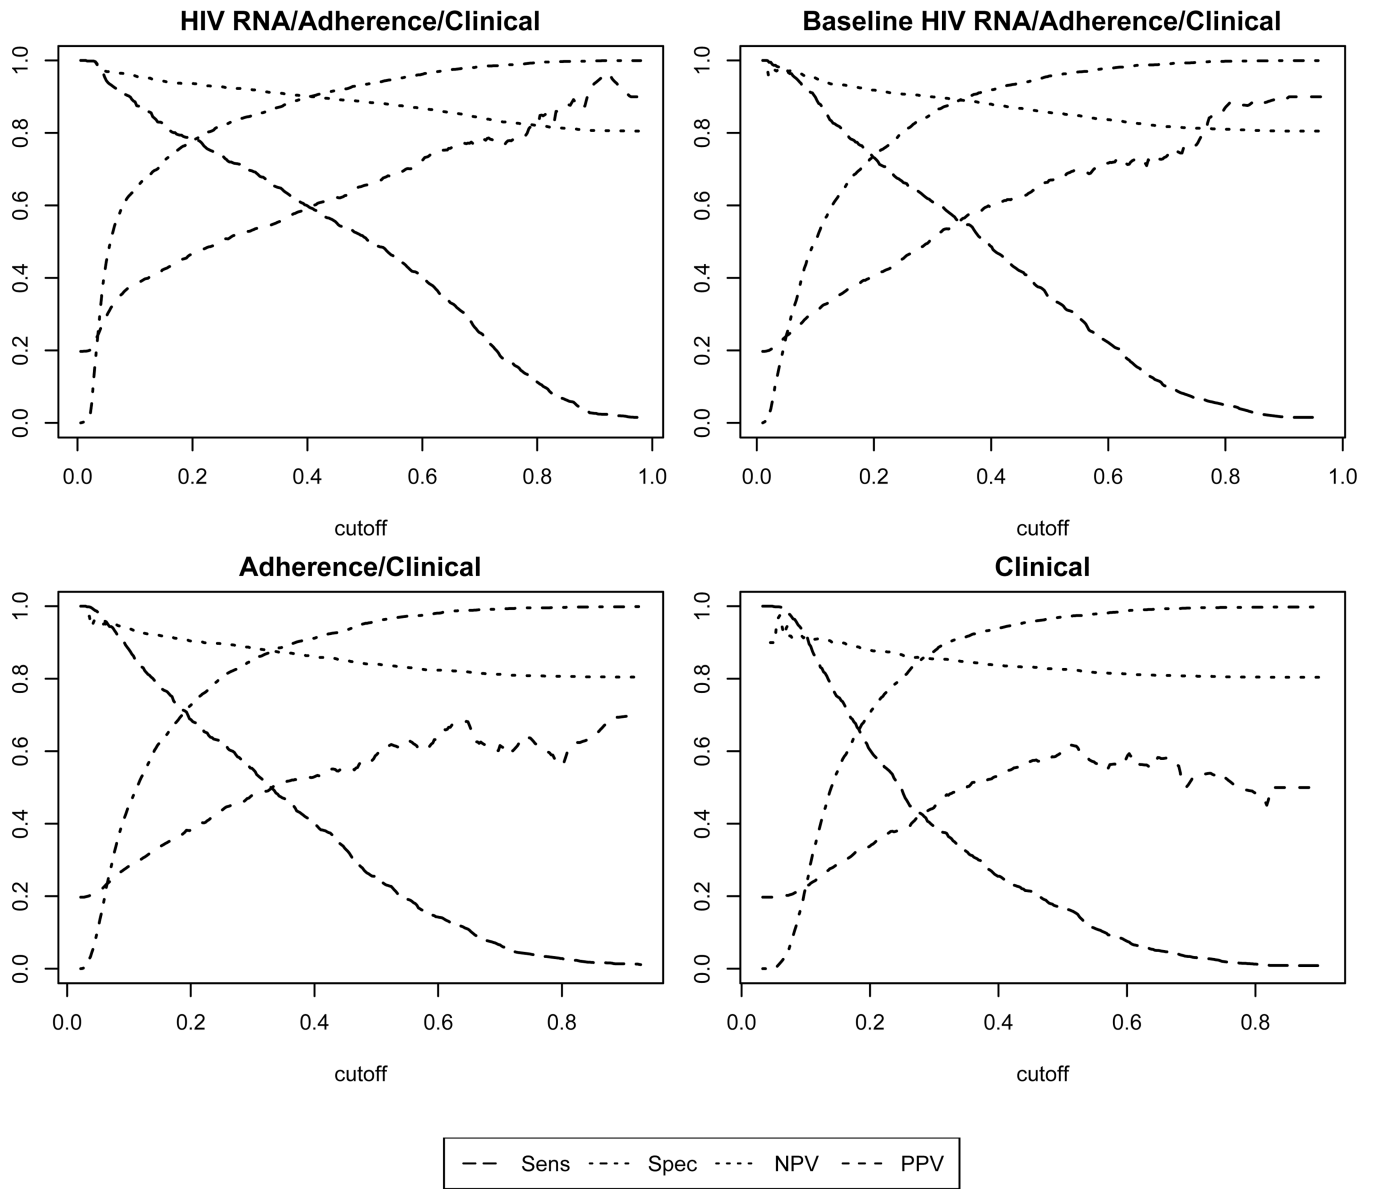 HIV RNA/Adherence/Clinical
Baseline HIV RNA/Adherence/Clinical
1.0
0.8
0.6
0.4
0.2
0.0
0.0 0.2 0.4 0.6 0.8 1.0
cutoff
1.0
0.8
0.6
0.4
0.2
0.0
0.0 0.2 0.4 0.6 0.8 1.0
cutoff
Adherence/Clinical
Clinical
1.0
0.8
0.6
0.4
0.2
0.0
0.0 0.2 0.4 0.6 0.8
cutoff
1.0
0.8
0.6
0.4
0.2
0.0
0.0 0.2 0.4 0.6 0.8
cutoff
Sens Spec NPV PPV